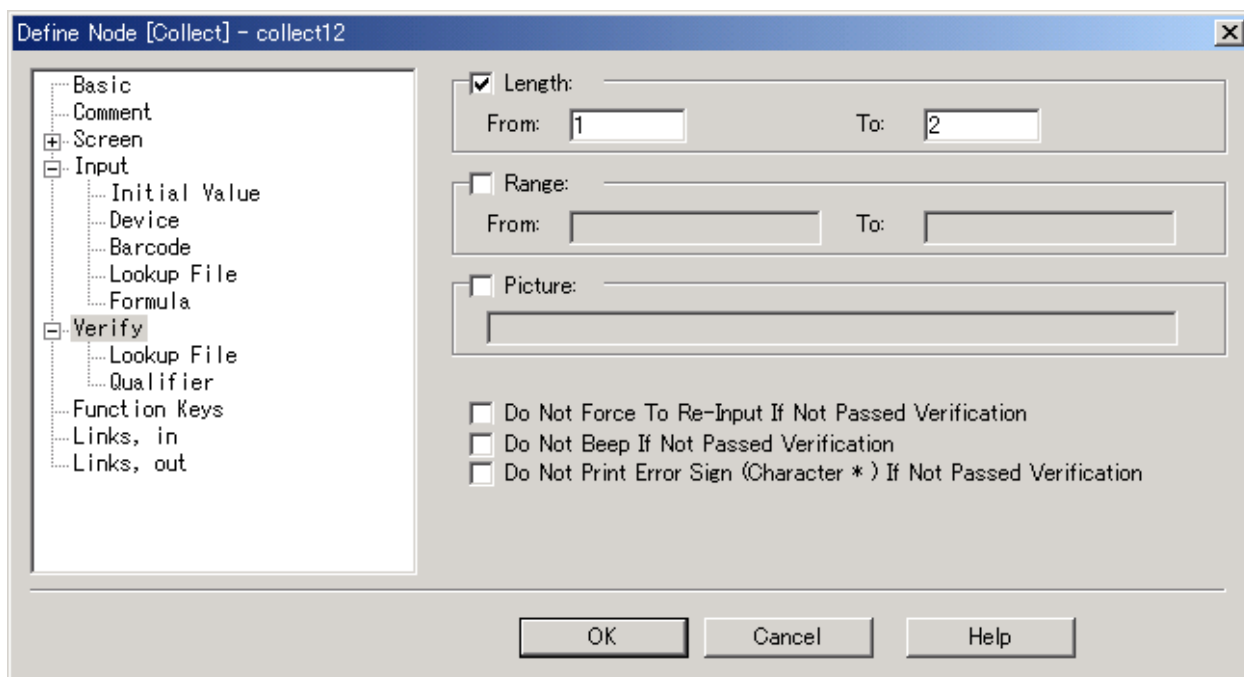 Define Node [Collect] - collect12
Basic
Comment
Screen
Input
Initial Value
Device
Barcode
Lookup File
Formula
Verify
Lookup File
Qualifier
Function Keys
Links, in
Links, out
Length:
From: 1 To: 2
Range:
From: To:
Picture:
Do Not Force To Re-Input If Not Passed Verification
Do Not Beep If Not Passed Verification
Do Not Print Error Sign (Character * ) If Not Passed Verification
OK Cancel Help